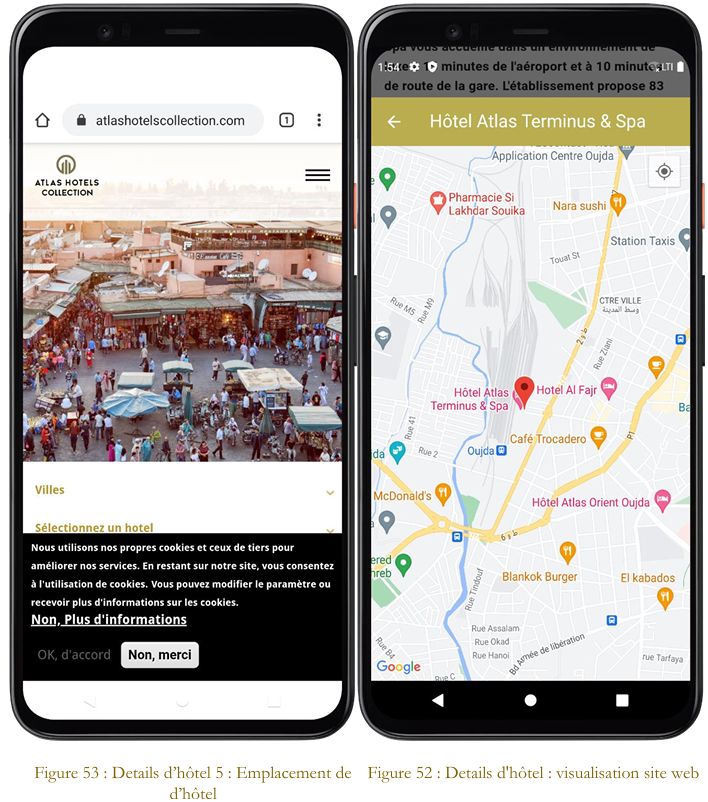 atlashotelscollection.com
1
ATLAS HOTELS
COLLECTION
Villes
Sélectionnez un hotel
Nous utilisons nos propres cookies et ceux de tiers pour
améliorer nos services. En restant sur notre site, vous consentez
à l'utilisation de cookies. Vous pouvez modifier le paramètre ou
recevoir plus d'informations sur les cookies.
Non, Plus d'informations
OK, d'accord
Non, merci
Spa vous accueille dans un environnement de
1:54
minutes de l'aéroport et à 10 minutes
LTE
de route de la gare. L'établissement propose 83
Hôtel Atlas Terminus & Spa
Application Centre Oujda
Pharmacie Si
Lakhdar Souika
Nara sushi
Station Taxis
Touat St
Rue M5
Rue M9
CTRE VILLE
وسط المدينة
ط و 2
Rue Ziani
Hôtel Atlas
Terminus & Spa
Hotel Al Fajr
Ba
Rue 41
Café Trocadero
P1
Rue 2
Oujda
da
McDonald's
Hôtel Atlas Orient Oujda
ط و 6
ered
hreb
Blankok Burger
El kabados
Rue Tindouf
Rue Assalam
Rue Okad
Rue Hanoi
Rue B4
Bd Armée de libération
rue Tarfaya
Google
Rue C
Figure 53 : Details d’hôtel 5 : Emplacement de
d’hôtel
Figure 52 : Details d'hôtel : visualisation site web